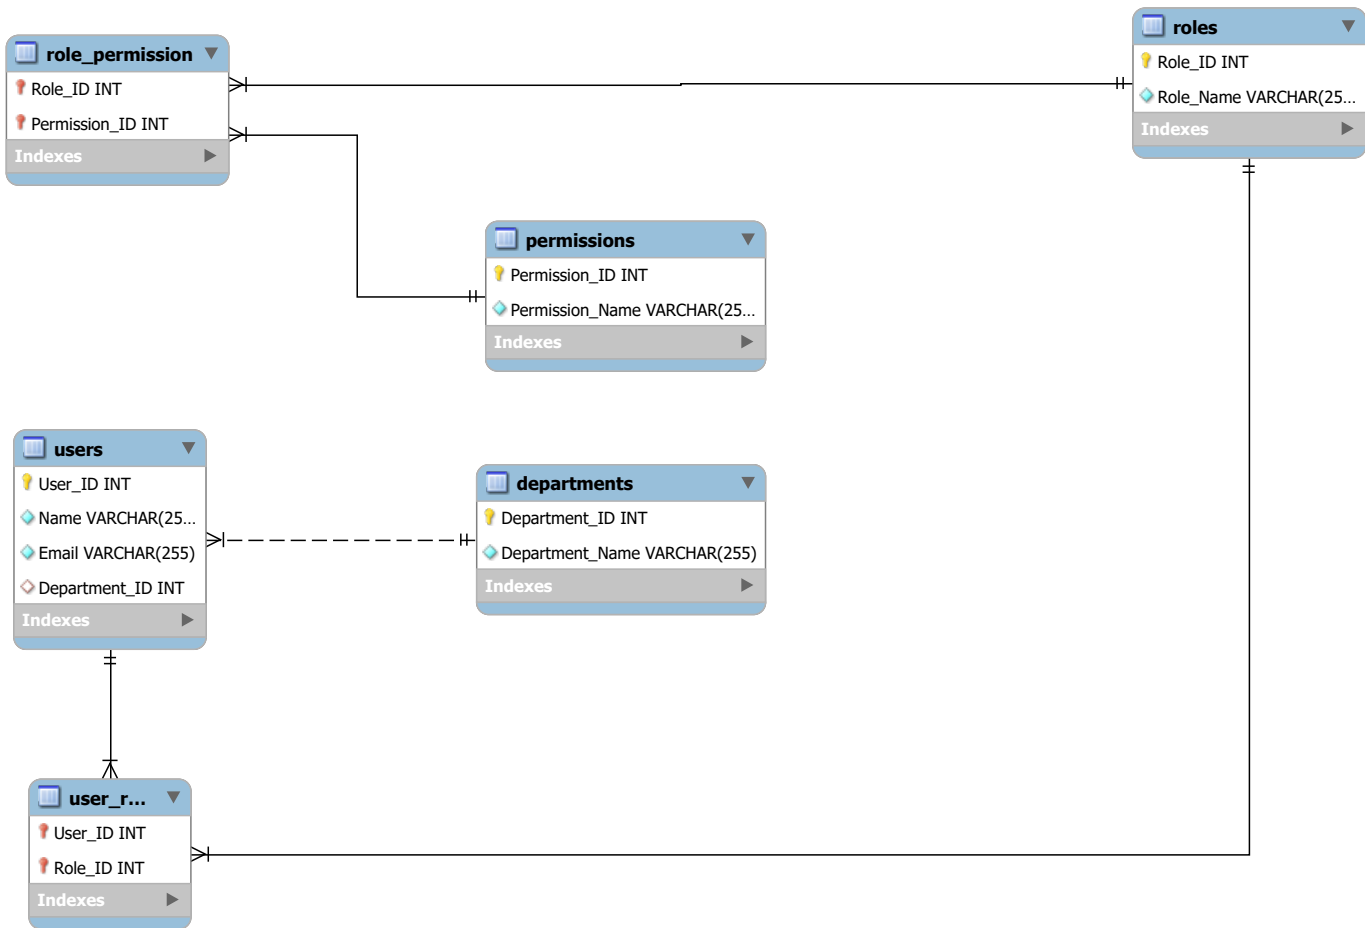 role_permission
Role_ID INT
Permission_ID INT
Indexes
roles
Role_ID INT
Role_Name VARCHAR(25...
Indexes
permissions
Permission_ID INT
Permission_Name VARCHAR(25...
Indexes
users
User_ID INT
Name VARCHAR(25...
Email VARCHAR(255)
Department_ID INT
Indexes
departments
Department_ID INT
Department_Name VARCHAR(255)
Indexes
user_r...
User_ID INT
Role_ID INT
Indexes